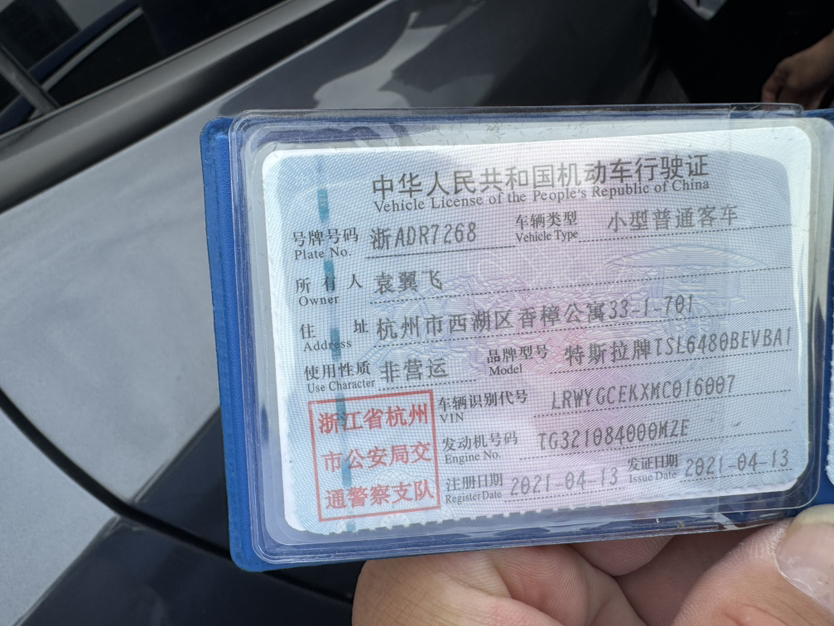 中华人民共和国机动车行驶证
Vehicle License of the People's Republic of China
号牌号码 浙ADR7268 车辆类型 小型普通客车
Plate No. Vehicle Type
所有人 袁翼飞
Owner
住址 杭州市西湖区香樟公寓33-1-701
Address
使用性质 非营运 品牌型号 特斯拉牌TSL6480BEVBA1
Use Character Model
浙江省杭州
市公安局交
通警察支队
车辆识别代号 LRWYGCEKXMC016007
VIN
发动机号码 TG321084000MZE
Engine No.
注册日期 2021-04-13 发证日期 2021-04-13
Register Date Issue Date